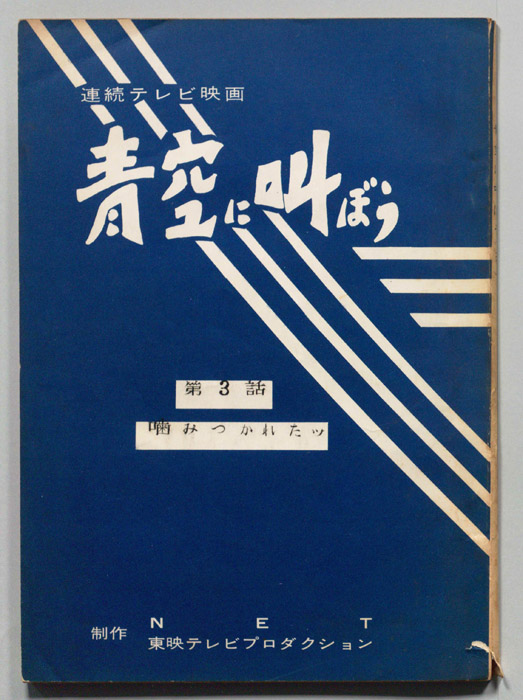 連続テレビ映画
青空に叫ぼう
第3話
噛みつかれたッ
制作
NET
東映テレビプロダクション